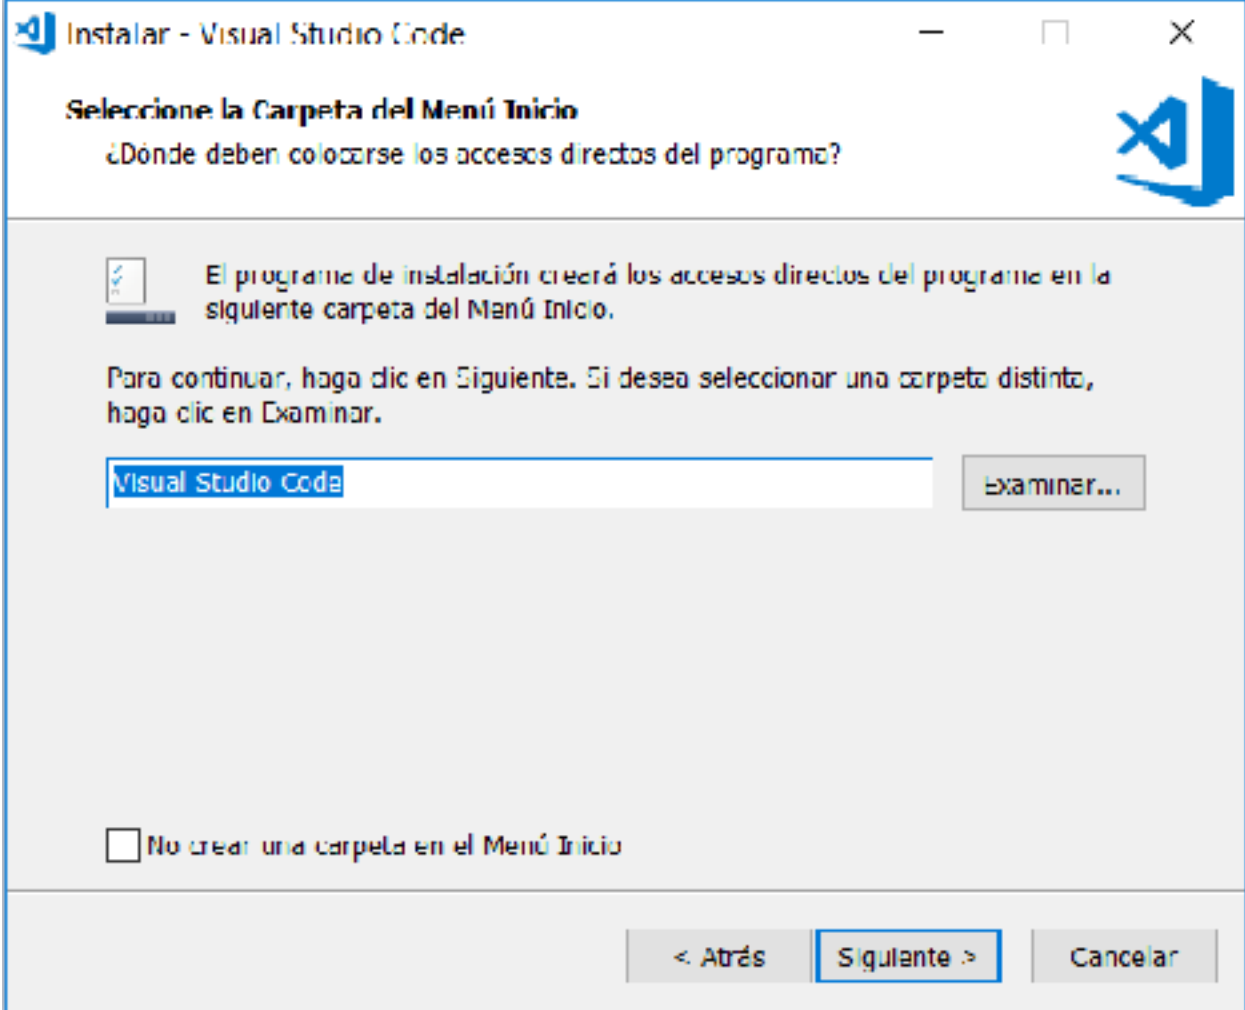 Instalar - Visual Studio Code
Seleccione la Carpeta del Menú Inicio
¿Dónde deben colocarse los accesos directos del programa?
El programa de instalación creará los accesos directos del programa en la
siguiente carpeta del Menú Inicio.
Para continuar, haga clic en Siguiente. Si desea seleccionar una carpeta distinta,
haga clic en Examinar.
Visual Studio Code
Examinar...
No crear una carpeta en el Menú Inicio
< Atrás
Siguiente >
Cancelar